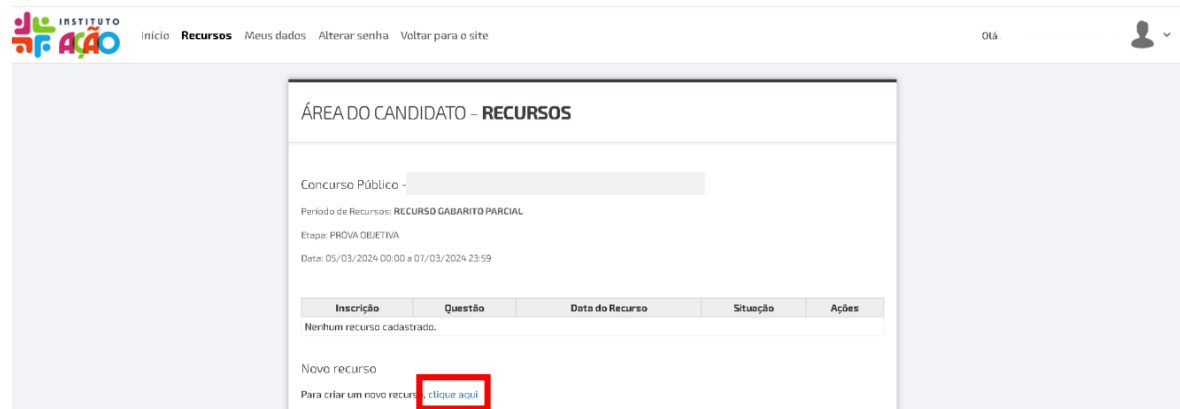 INSTITUTO
AÇÃO
Início Recursos Meus dados Alterar senha Voltar para o site
Olá
ÁREA DO CANDIDATO - RECURSOS
Concurso Público -
Período de Recursos: RECURSO GABARITO PARCIAL
Etapa: PROVA OBJETIVA
Data: 05/03/2024 00:00 a 07/03/2024 23:59
Inscrição Questão Data do Recurso Situação Ações
Nenhum recurso cadastrado.
Novo recurso
Para criar um novo recurso, clique aqui